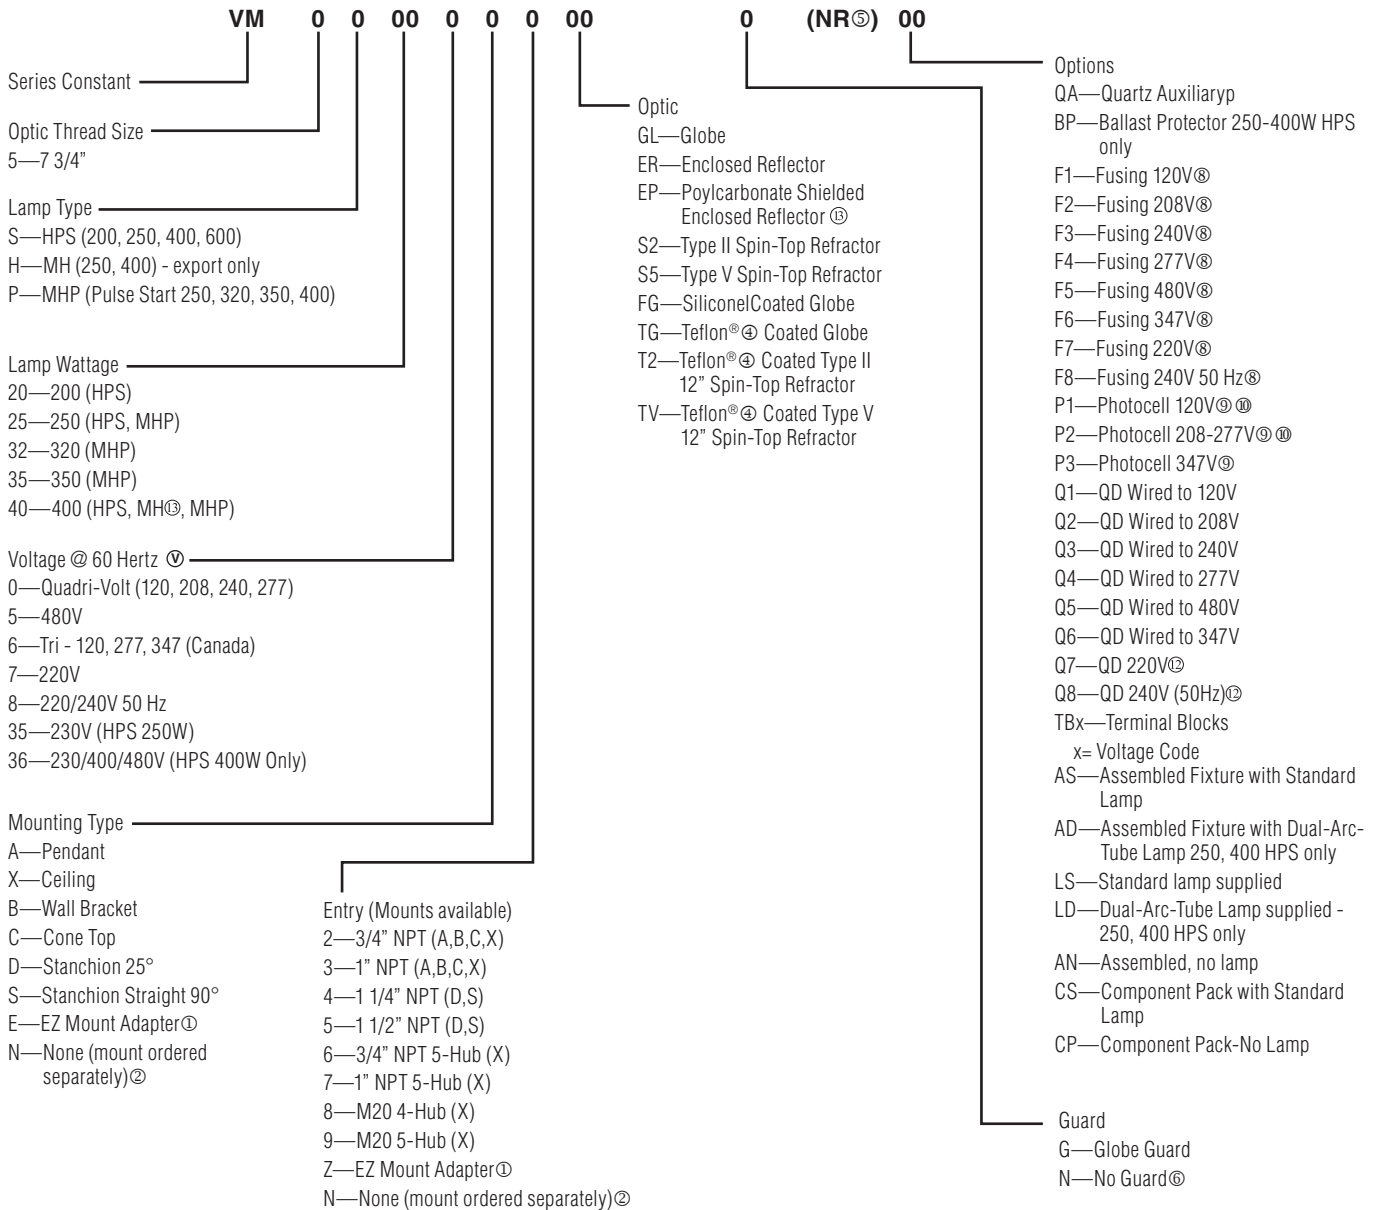 VM 0 0 00 0 0 0 00 0 (NR⑤) 00
Series Constant
Optic Thread Size
5—7 3/4”
Lamp Type
S—HPS (200, 250, 400, 600)
H—MH (250, 400) - export only
P—MHP (Pulse Start 250, 320, 350, 400)
Lamp Wattage
20—200 (HPS)
25—250 (HPS, MHP)
32—320 (MHP)
35—350 (MHP)
40—400 (HPS, MH⑬, MHP)
Voltage @ 60 Hertz Ⓥ
0—Quadri-Volt (120, 208, 240, 277)
5—480V
6—Tri - 120, 277, 347 (Canada)
7—220V
8—220/240V 50 Hz
35—230V (HPS 250W)
36—230/400/480V (HPS 400W Only)
Mounting Type
A—Pendant
X—Ceiling
B—Wall Bracket
C—Cone Top
D—Stanchion 25°
S—Stanchion Straight 90°
E—EZ Mount Adapter①
N—None (mount ordered
separately)②
Entry (Mounts available)
2—3/4” NPT (A,B,C,X)
3—1” NPT (A,B,C,X)
4—1 1/4” NPT (D,S)
5—1 1/2” NPT (D,S)
6—3/4” NPT 5-Hub (X)
7—1” NPT 5-Hub (X)
8—M20 4-Hub (X)
9—M20 5-Hub (X)
Z—EZ Mount Adapter①
N—None (mount ordered separately)②
Optic
GL—Globe
ER—Enclosed Reflector
EP—Poylcarbonate Shielded
Enclosed Reflector ⑬
S2—Type II Spin-Top Refractor
S5—Type V Spin-Top Refractor
FG—SiliconelCoated Globe
TG—Teflon®④ Coated Globe
T2—Teflon®④ Coated Type II
12” Spin-Top Refractor
TV—Teflon®④ Coated Type V
12” Spin-Top Refractor
Options
QA—Quartz Auxiliaryp
BP—Ballast Protector 250-400W HPS
only
F1—Fusing 120V⑧
F2—Fusing 208V⑧
F3—Fusing 240V⑧
F4—Fusing 277V⑧
F5—Fusing 480V⑧
F6—Fusing 347V⑧
F7—Fusing 220V⑧
F8—Fusing 240V 50 Hz⑧
P1—Photocell 120V⑨⑩
P2—Photocell 208-277V⑨⑩
P3—Photocell 347V⑨
Q1—QD Wired to 120V
Q2—QD Wired to 208V
Q3—QD Wired to 240V
Q4—QD Wired to 277V
Q5—QD Wired to 480V
Q6—QD Wired to 347V
Q7—QD 220V⑫
Q8—QD 240V (50Hz)⑫
TBx—Terminal Blocks
x= Voltage Code
AS—Assembled Fixture with Standard
Lamp
AD—Assembled Fixture with Dual-Arc-
Tube Lamp 250, 400 HPS only
LS—Standard lamp supplied
LD—Dual-Arc-Tube Lamp supplied -
250, 400 HPS only
AN—Assembled, no lamp
CS—Component Pack with Standard
Lamp
CP—Component Pack-No Lamp
Guard
G—Globe Guard
N—No Guard⑥